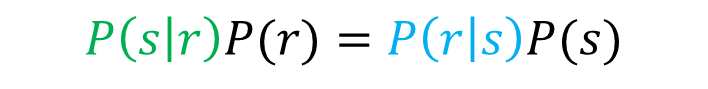 P(s|r)P(r) = P(r|s)P(s)